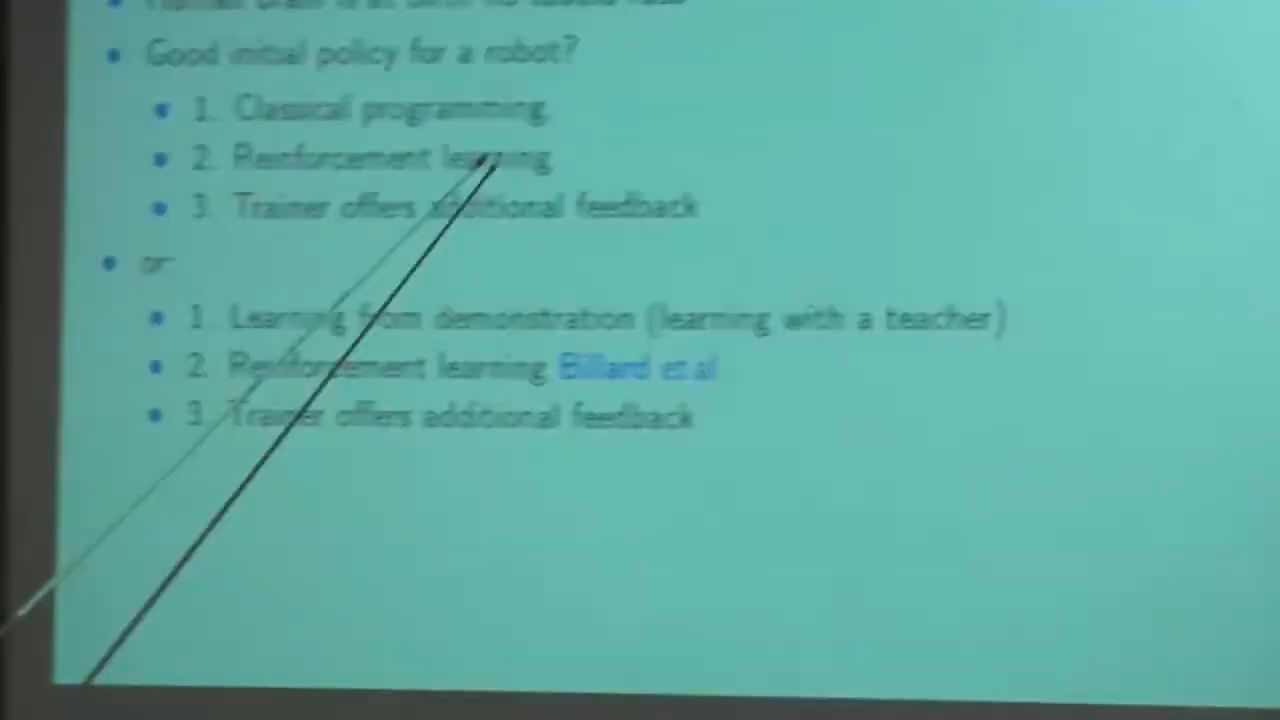 Good initial policy for a robot?
1. Classical programming
2. Reinforcement learning
3. Trainer offers additional feedback
or
1. Learning from demonstration (learning with a teacher)
2. Reinforcement learning Billard et.al
3. Trainer offers additional feedback